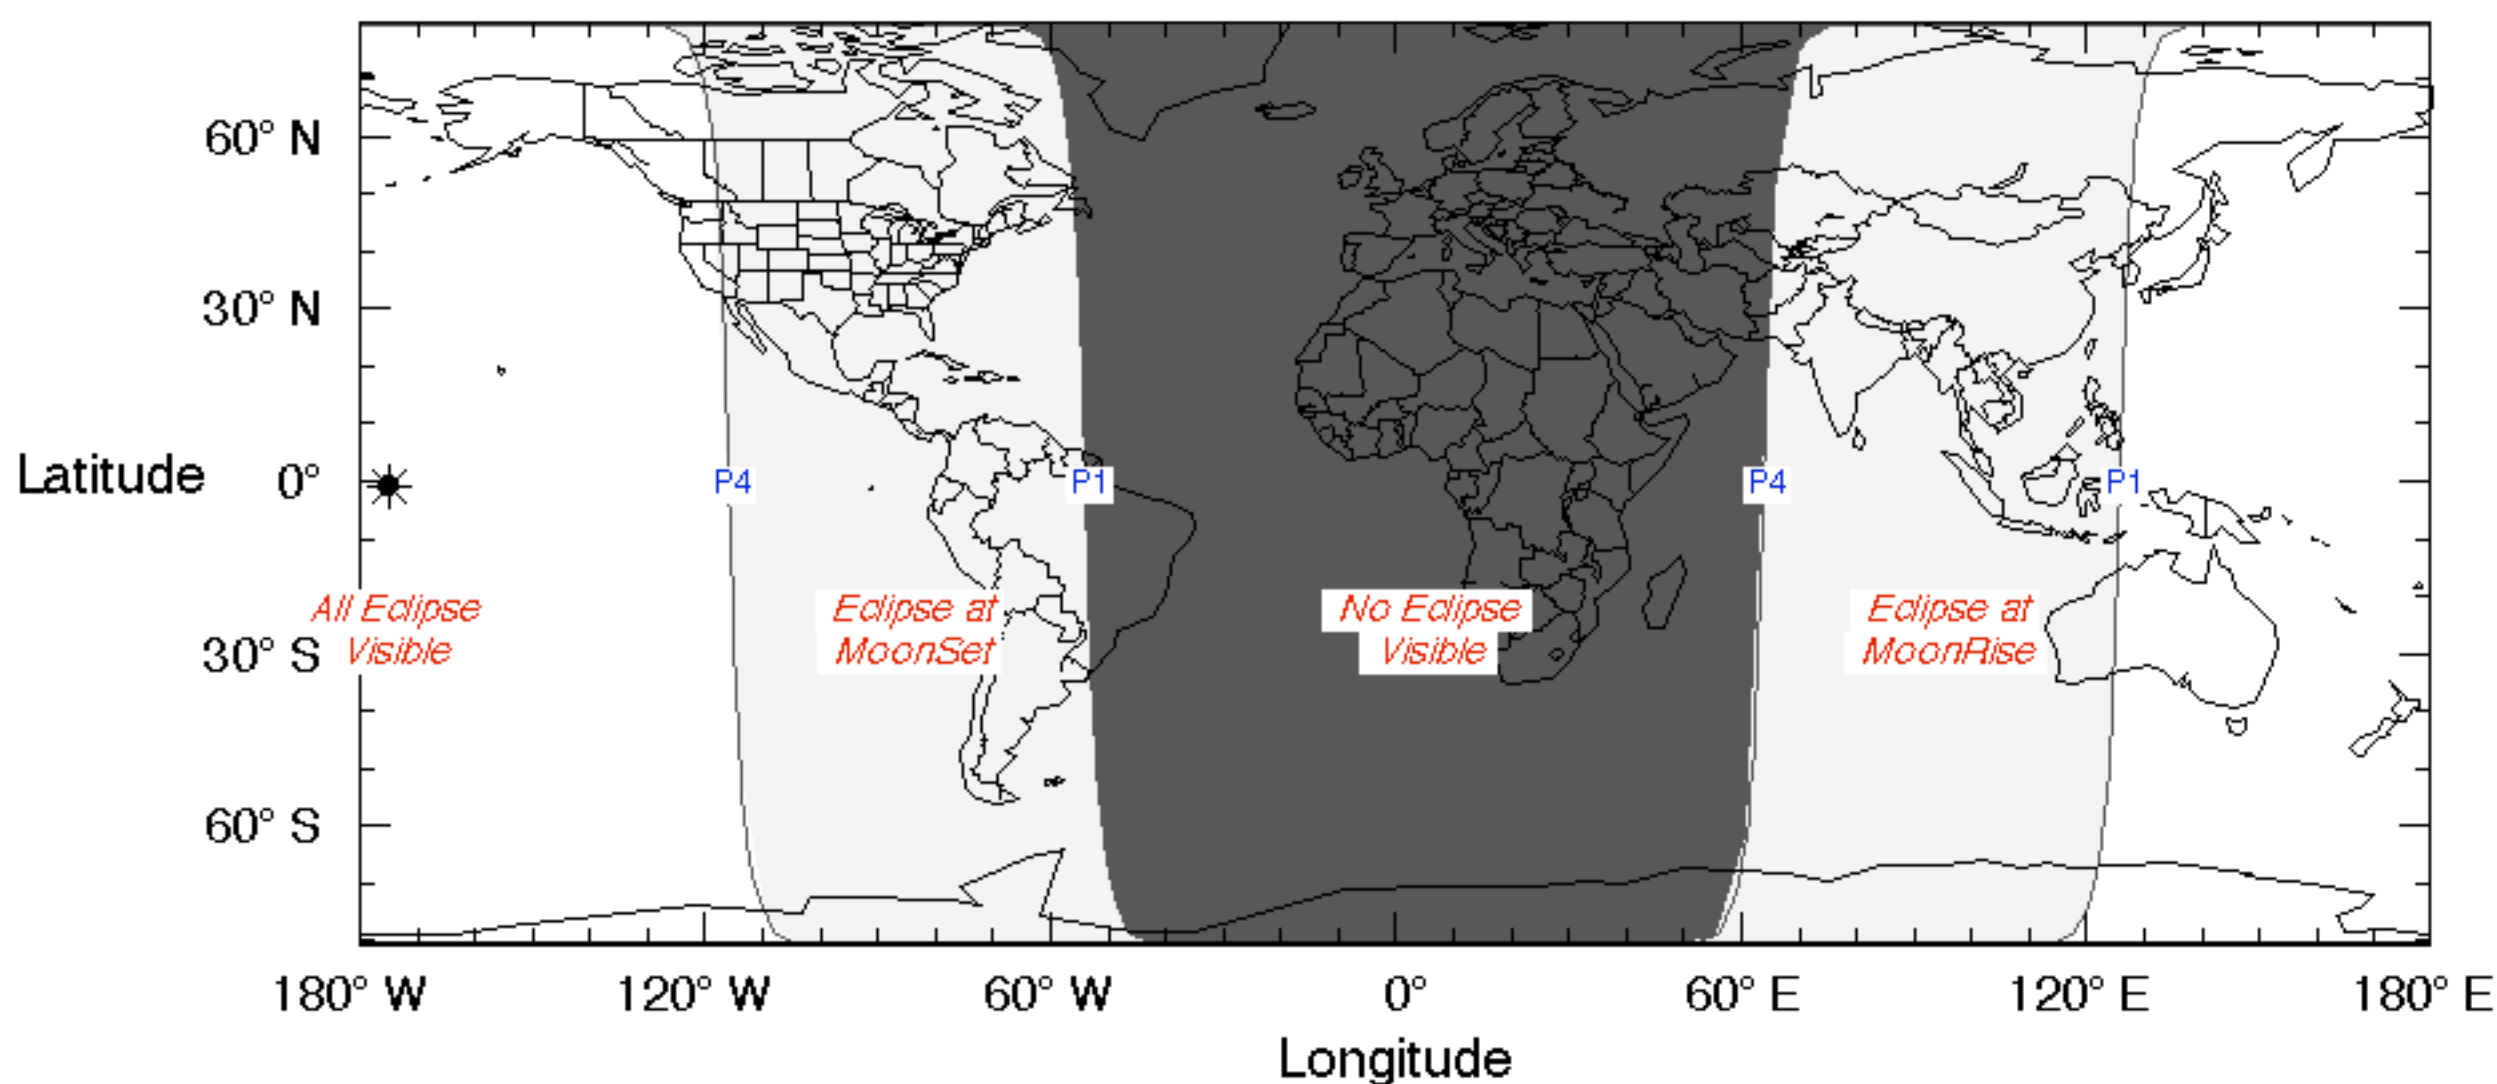 60° N
30° N
Latitude 0°
P4 P1 P4 P1
All Eclipse
Visible
Eclipse at
MoonSet
No Eclipse
Visible
Eclipse at
MoonRise
30° S
60° S
180° W 120° W 60° W 0° 60° E 120° E 180° E
Longitude